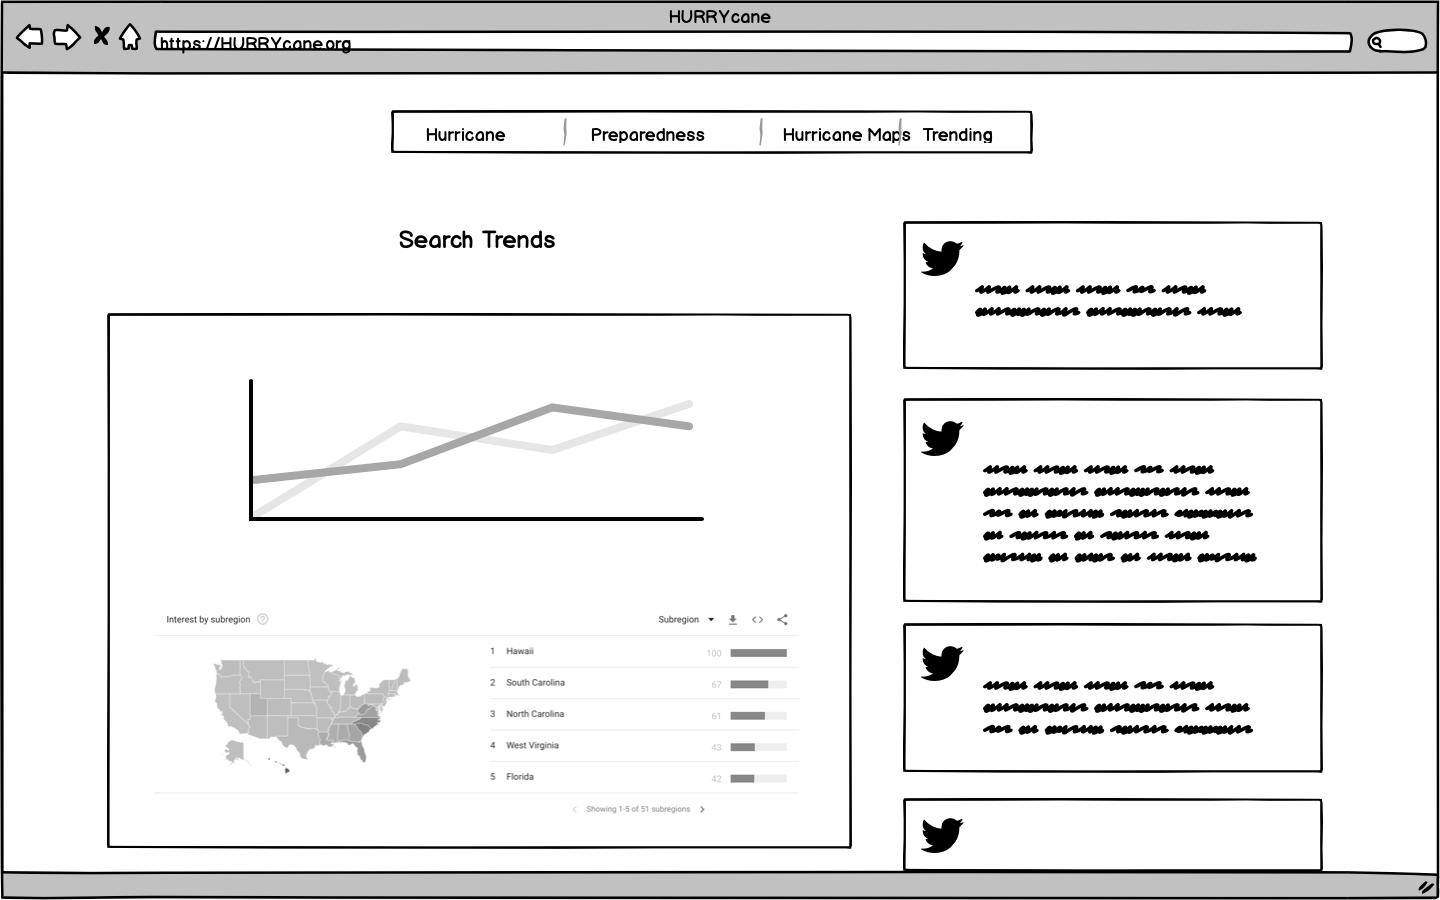 HURRYcane
https://HURRYcane.org
Hurricane Preparedness Hurricane Maps Trending
Search Trends
Interest by subregion ?
Subregion
1 Hawaii 100
2 South Carolina 67
3 North Carolina 61
4 West Virginia 43
5 Florida 42
Showing 1-5 of 51 subregions